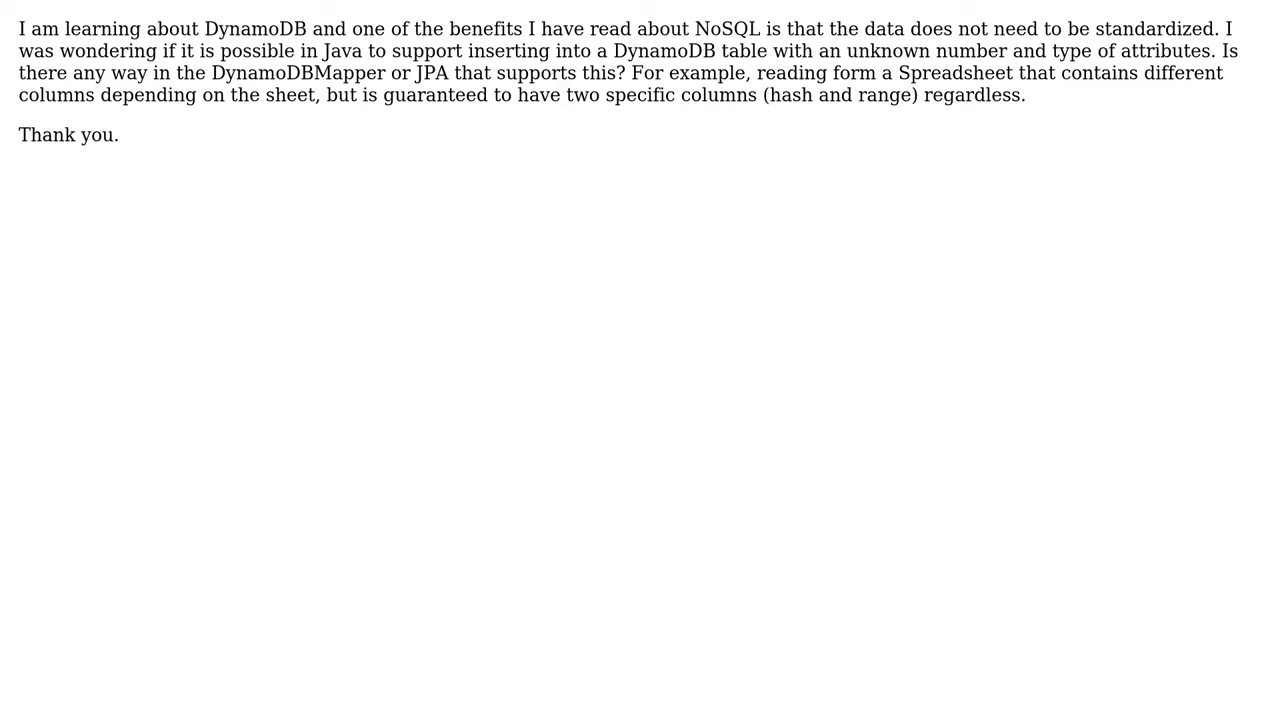 I am learning about DynamoDB and one of the benefits I have read about NoSQL is that the data does not need to be standardized. I
was wondering if it is possible in Java to support inserting into a DynamoDB table with an unknown number and type of attributes. Is
there any way in the DynamoDBMapper or JPA that supports this? For example, reading form a Spreadsheet that contains different
columns depending on the sheet, but is guaranteed to have two specific columns (hash and range) regardless.
Thank you.